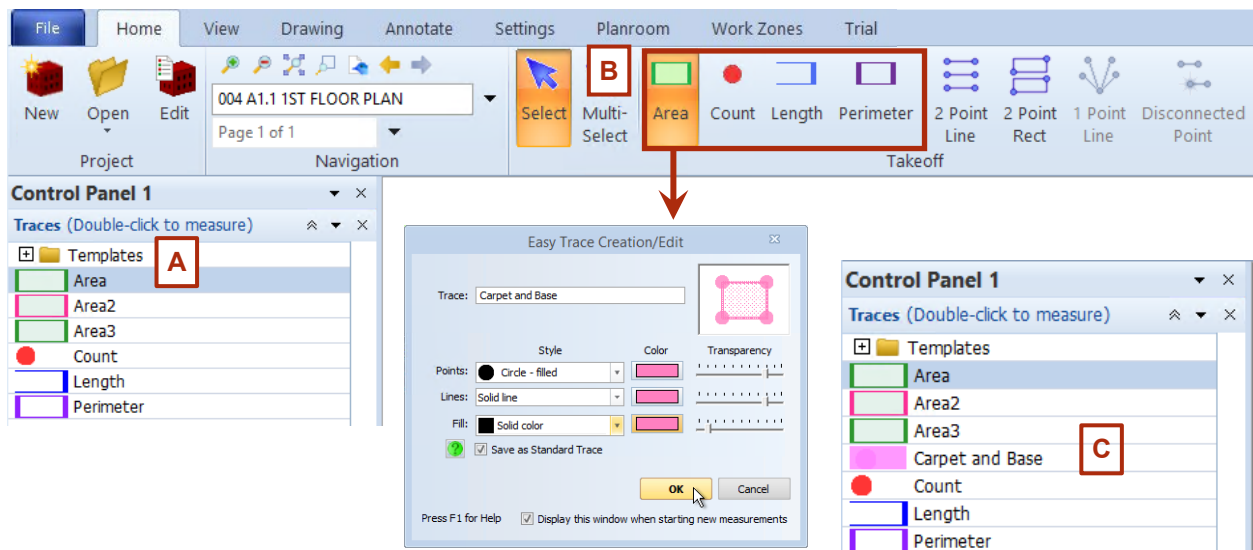 File Home View Drawing Annotate Settings Planroom Work Zones Trial
New Open Edit
004 A1.1 1ST FLOOR PLAN
Page 1 of 1
Select Multi-Select B Area Count Length Perimeter 2 Point Line 2 Point Rect 1 Point Line Disconnected Point
Project Navigation Takeoff
Control Panel 1
Traces (Double-click to measure)
Templates
A
Area
Area2
Area3
Count
Length
Perimeter
Easy Trace Creation/Edit
Trace: Carpet and Base
Style Color Transparency
Points: Circle - filled
Lines: Solid line
Fill: Solid color
? Save as Standard Trace
OK Cancel
Press F1 for Help Display this window when starting new measurements
Control Panel 1
Traces (Double-click to measure)
Templates
Area
Area2
Area3
Carpet and Base
C
Count
Length
Perimeter